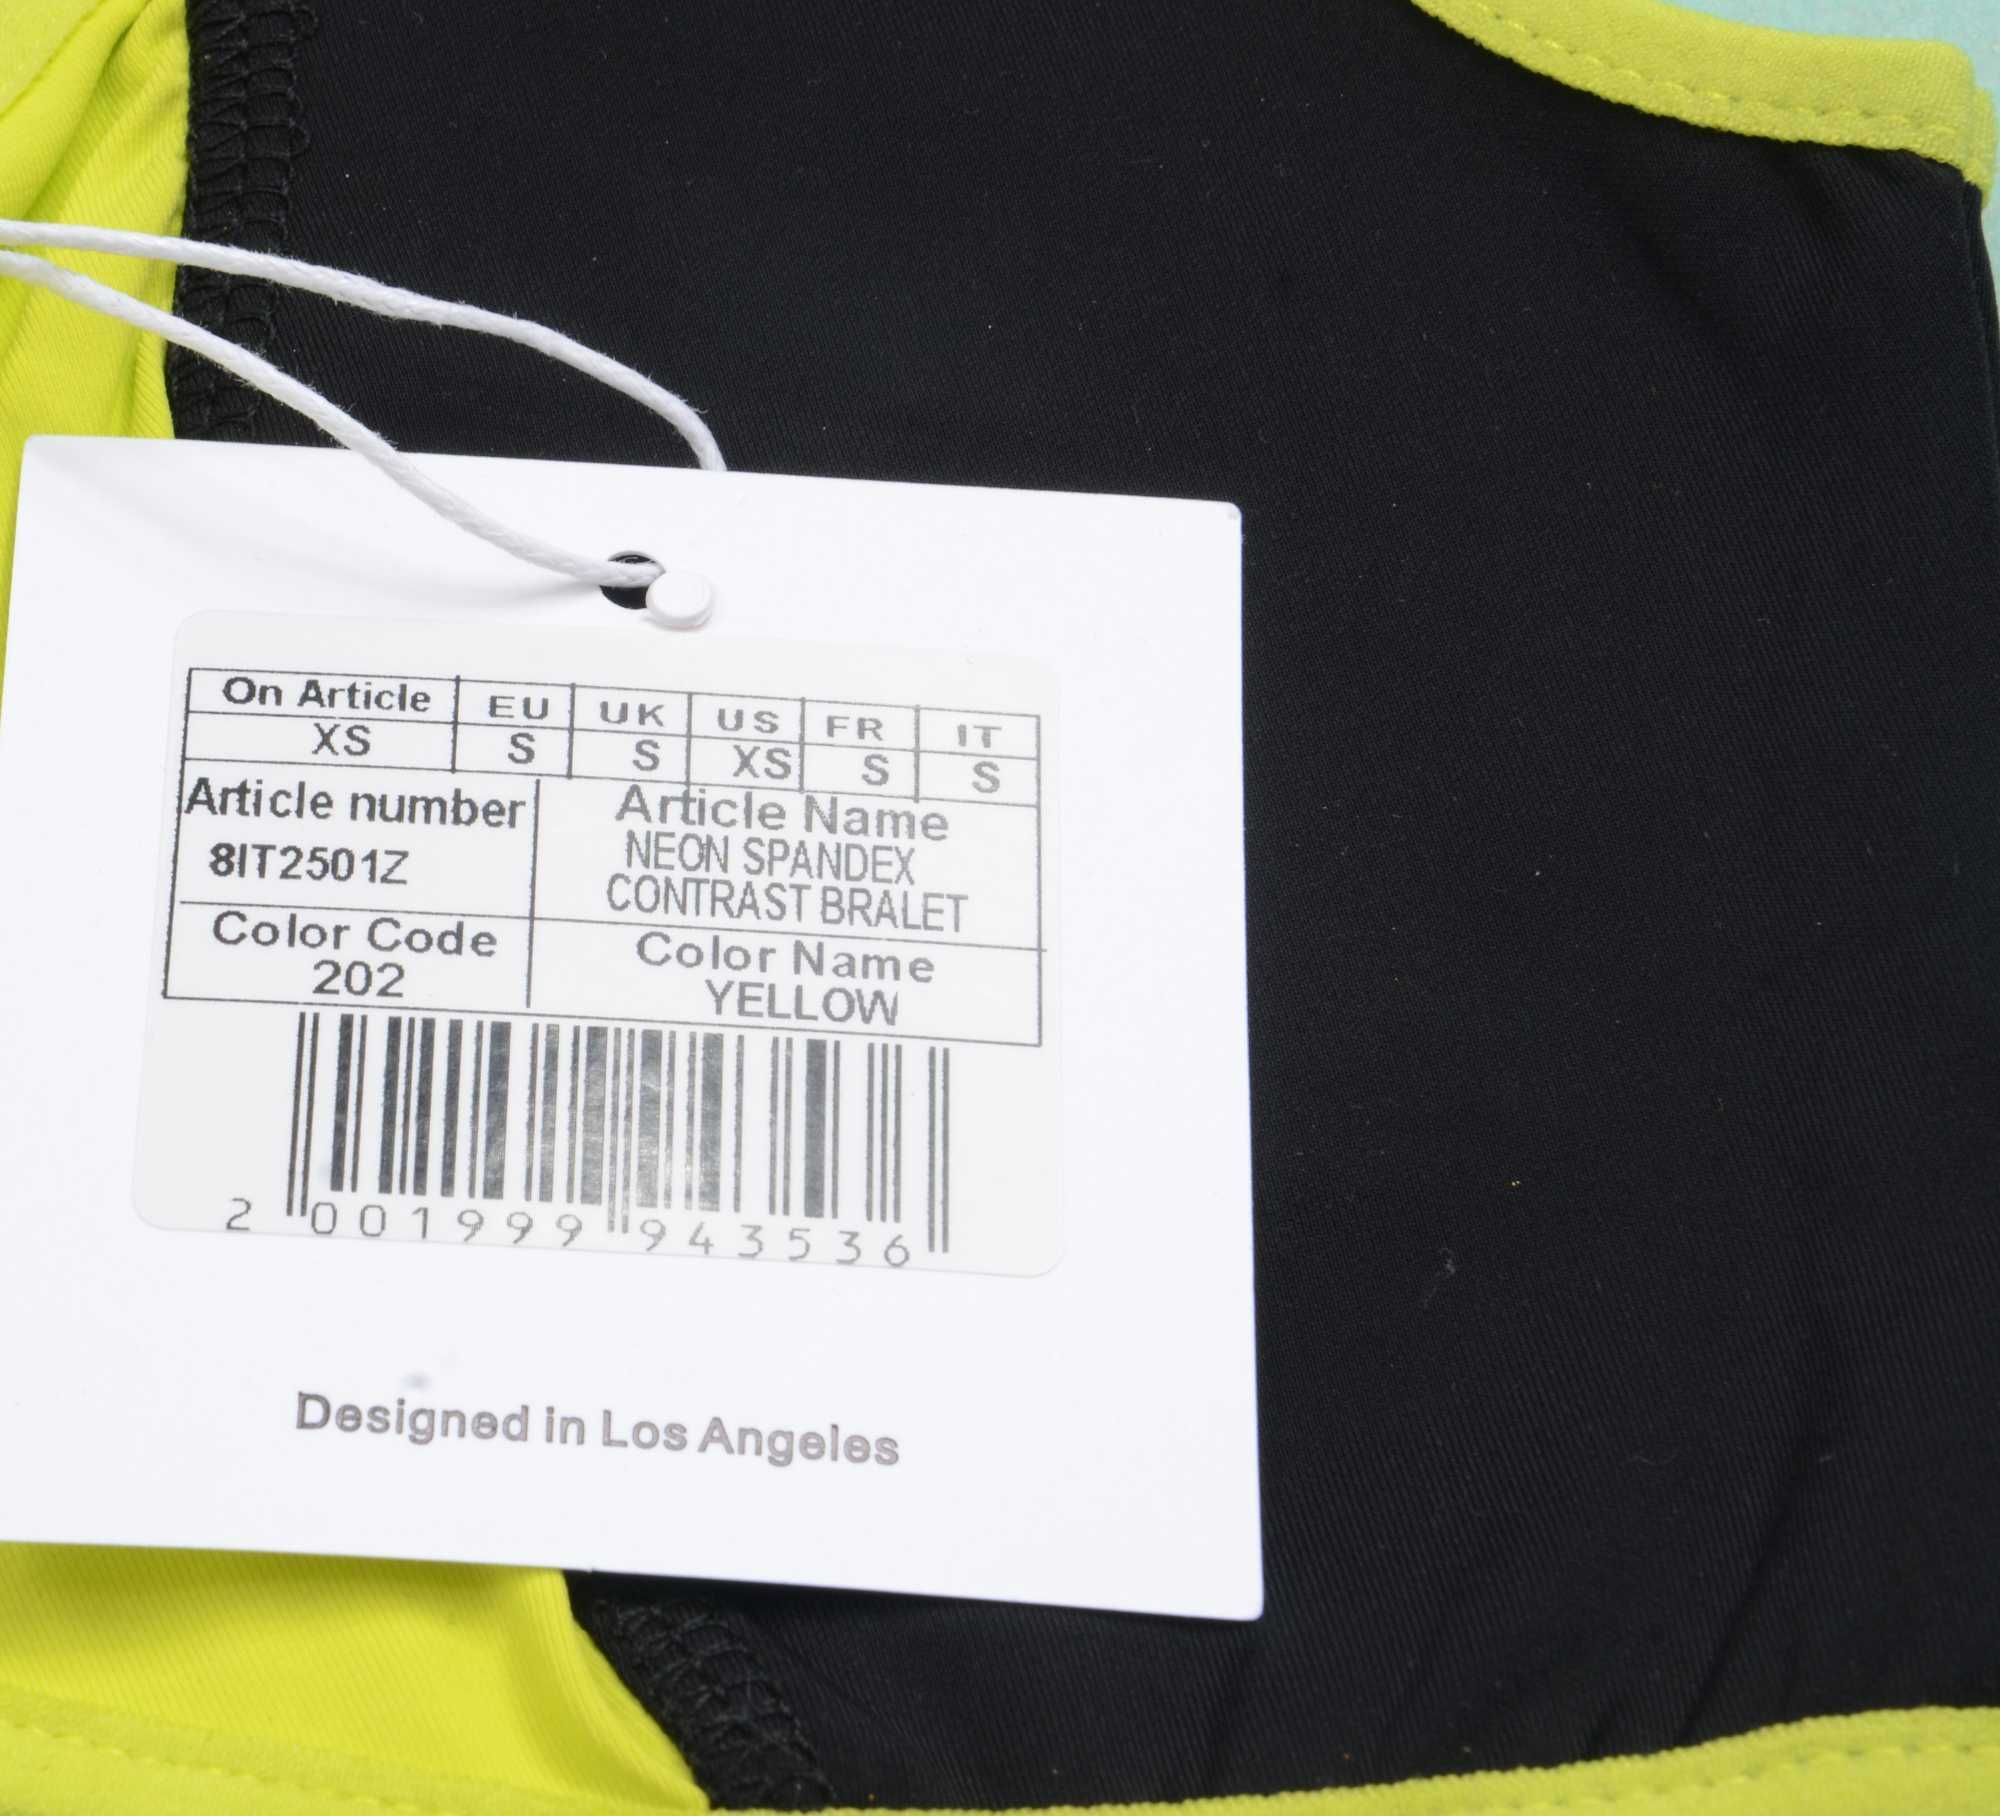 On Article EU UK US FR IT
XS S S XS S S
Article number Article Name
8IT2501Z NEON SPANDEX
CONTRAST BRALET
Color Code Color Name
202 YELLOW
2 001999 943536
Designed in Los Angeles